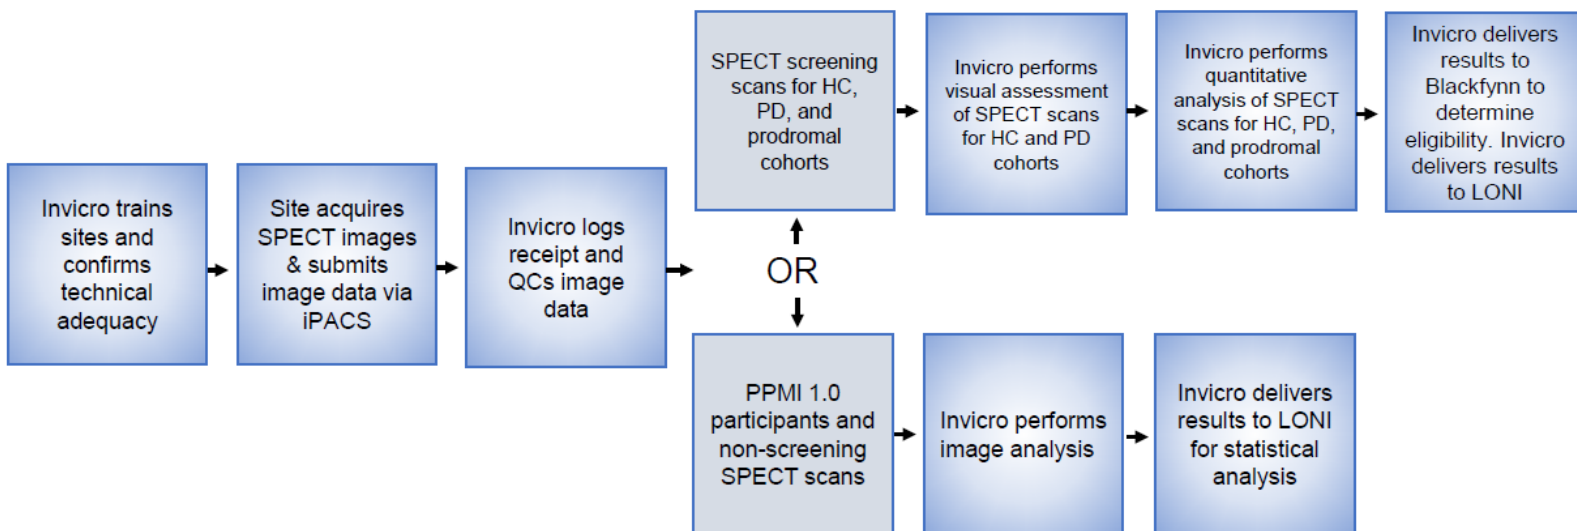 Invicro trains
sites and
confirms
technical
adequacy
Site acquires
SPECT images
& submits
image data via
iPACS
Invicro logs
receipt and
QCs image
data
OR
SPECT screening
scans for HC,
PD, and
prodromal
cohorts
Invicro performs
visual assessment
of SPECT scans
for HC and PD
cohorts
Invicro performs
quantitative
analysis of SPECT
scans for HC, PD,
and prodromal
cohorts
Invicro delivers
results to
Blackfynn to
determine
eligibility. Invicro
delivers results
to LONI
PPMI 1.0
participants and
non-screening
SPECT scans
Invicro performs
image analysis
Invicro delivers
results to LONI
for statistical
analysis